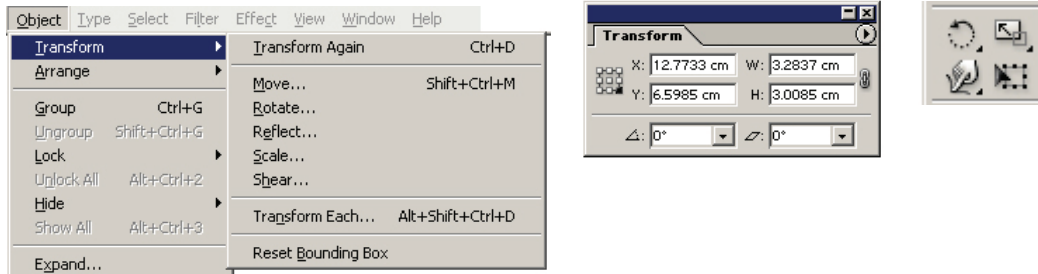 Object Type Select Filter Effect View Window Help
Transform
Arrange
Group Ctrl+G
Ungroup Shift+Ctrl+G
Lock
Unlock All Alt+Ctrl+2
Hide
Show All Alt+Ctrl+3
Expand...
Transform Again Ctrl+D
Move... Shift+Ctrl+M
Rotate...
Reflect...
Scale...
Shear...
Transform Each... Alt+Shift+Ctrl+D
Reset Bounding Box
Transform
X: 12.7733 cm W: 3.2837 cm
Y: 6.5985 cm H: 3.0085 cm
0° 0°